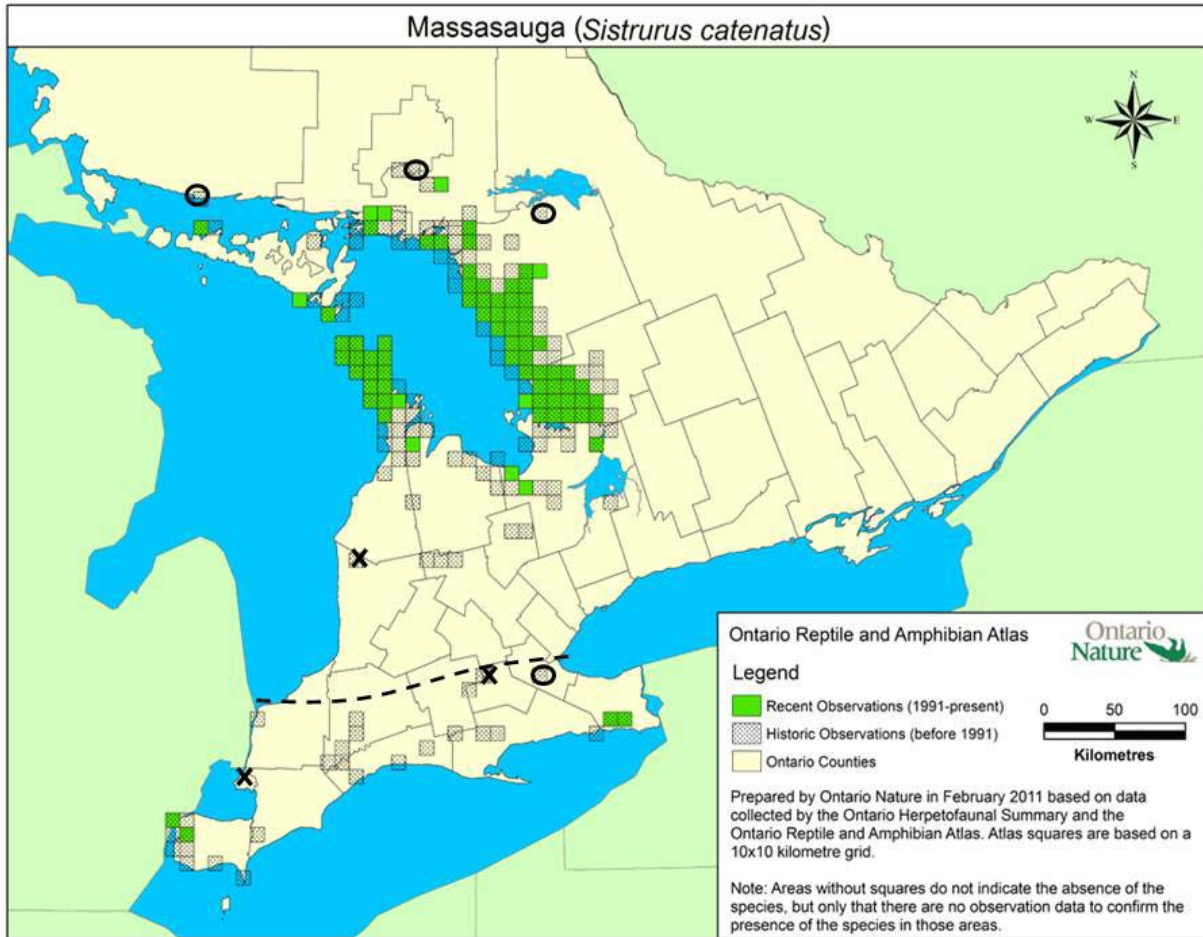 Massasauga (Sistrurus catenatus)
N
W E
S
Ontario Reptile and Amphibian Atlas
Ontario
Nature
Legend
Recent Observations (1991-present)
Historic Observations (before 1991)
Ontario Counties
0 50 100
Kilometres
Prepared by Ontario Nature in February 2011 based on data
collected by the Ontario Herpetofaunal Summary and the
Ontario Reptile and Amphibian Atlas. Atlas squares are based on a
10x10 kilometre grid.
Note: Areas without squares do not indicate the absence of the
species, but only that there are no observation data to confirm the
presence of the species in those areas.